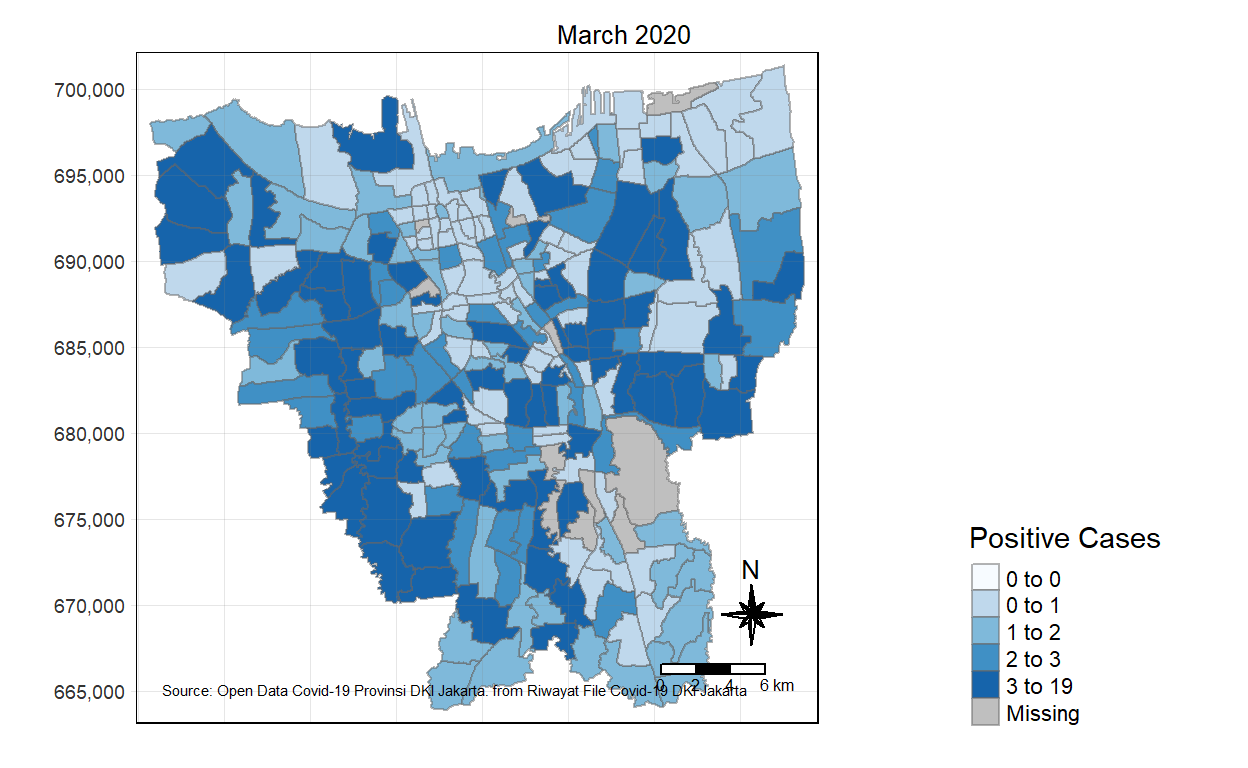 March 2020
700,000
695,000
690,000
685,000
680,000
675,000
670,000
665,000
N
0 2 4 6 km
Source: Open Data Covid-19 Provinsi DKI Jakarta. from Riwayat File Covid-19 DKI Jakarta
Positive Cases
0 to 0
0 to 1
1 to 2
2 to 3
3 to 19
Missing